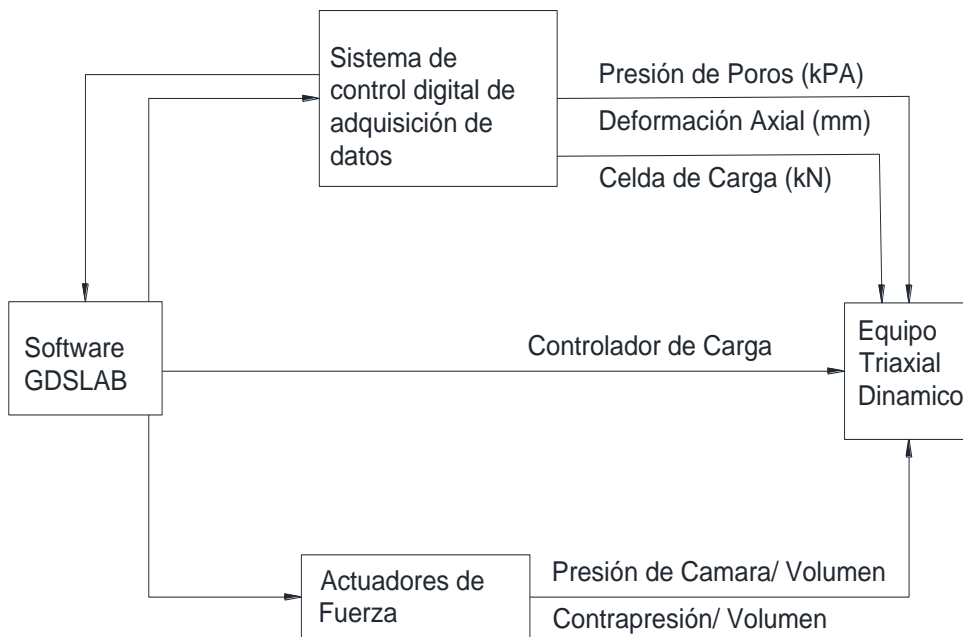 Sistema de
control digital de
adquisición de
datos
Presión de Poros (kPA)
Deformación Axial (mm)
Celda de Carga (kN)
Software
GDSLAB
Controlador de Carga
Equipo
Triaxial
Dinamico
Actuadores de
Fuerza
Presión de Camara/ Volumen
Contrapresión/ Volumen